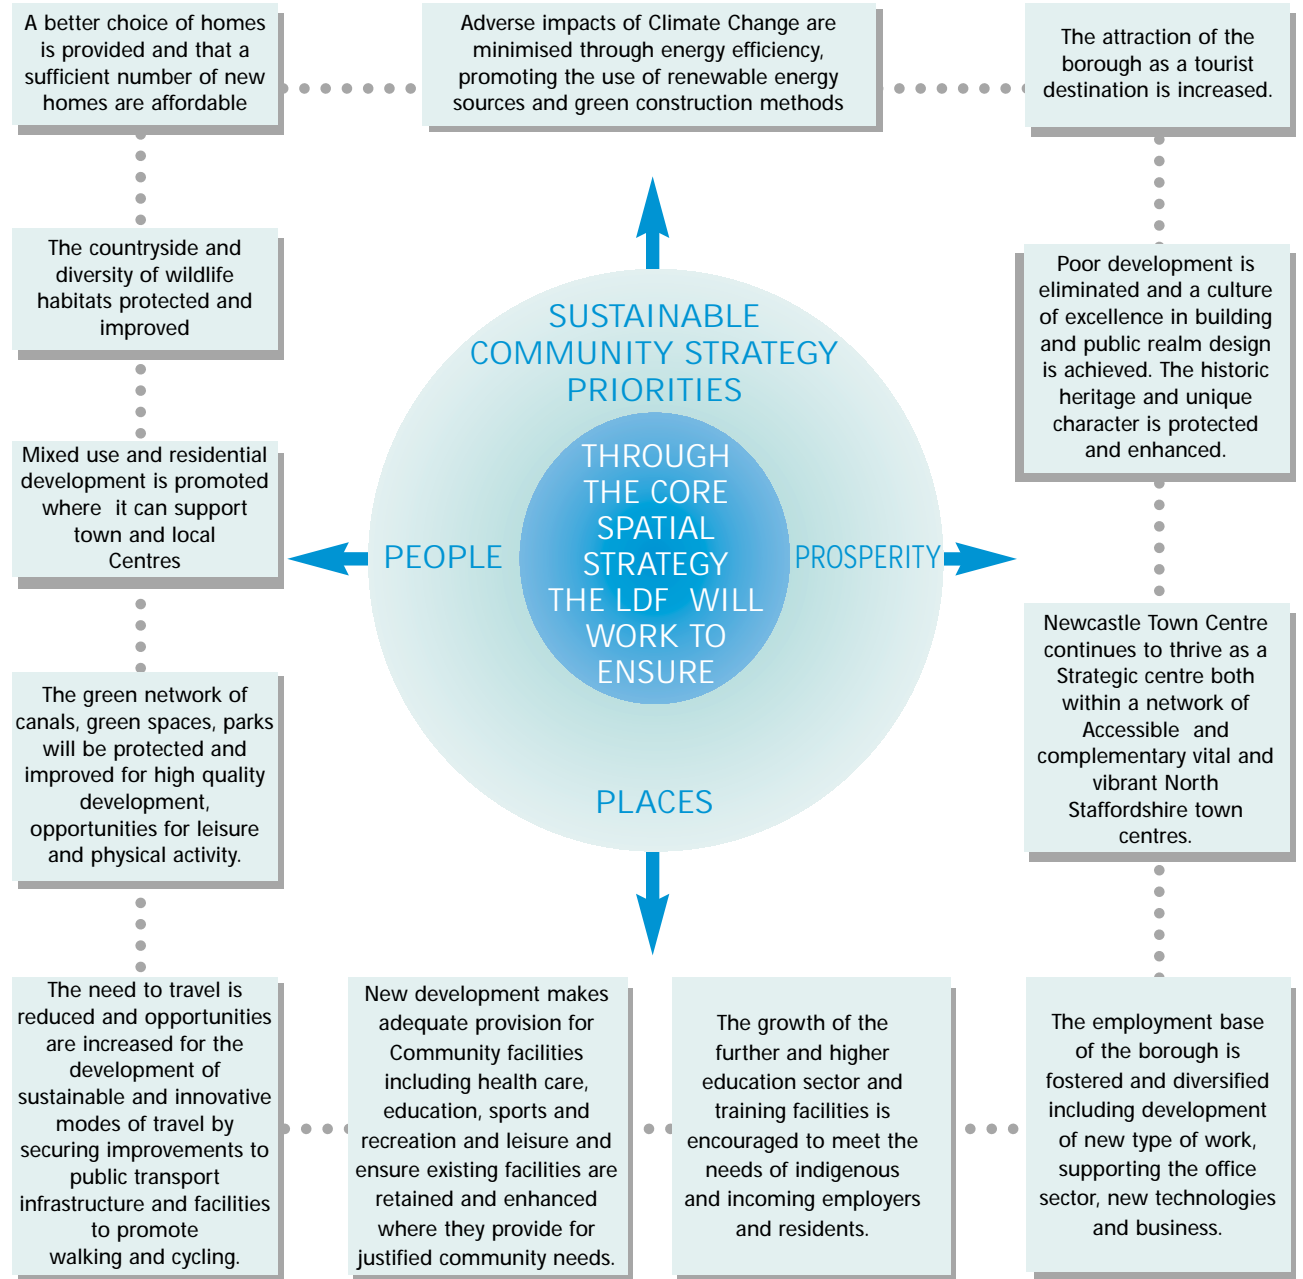 A better choice of homes
is provided and that a
sufficient number of new
homes are affordable
Adverse impacts of Climate Change are
minimised through energy efficiency,
promoting the use of renewable energy
sources and green construction methods
The attraction of the
borough as a tourist
destination is increased.
The countryside and
diversity of wildlife
habitats protected and
improved
Poor development is
eliminated and a culture
of excellence in building
and public realm design
is achieved. The historic
heritage and unique
character is protected
and enhanced.
SUSTAINABLE
COMMUNITY STRATEGY
PRIORITIES
THROUGH
THE CORE
SPATIAL
STRATEGY
THE LDF WILL
WORK TO
ENSURE
PEOPLE
PROSPERITY
PLACES
Mixed use and residential
development is promoted
where it can support
town and local
Centres
Newcastle Town Centre
continues to thrive as a
Strategic centre both
within a network of
Accessible and
complementary vital and
vibrant North
Staffordshire town
centres.
The green network of
canals, green spaces, parks
will be protected and
improved for high quality
development,
opportunities for leisure
and physical activity.
The need to travel is
reduced and opportunities
are increased for the
development of
sustainable and innovative
modes of travel by
securing improvements to
public transport
infrastructure and facilities
to promote
walking and cycling.
New development makes
adequate provision for
Community facilities
including health care,
education, sports and
recreation and leisure and
ensure existing facilities are
retained and enhanced
where they provide for
justified community needs.
The growth of the
further and higher
education sector and
training facilities is
encouraged to meet the
needs of indigenous
and incoming employers
and residents.
The employment base
of the borough is
fostered and diversified
including development
of new type of work,
supporting the office
sector, new technologies
and business.